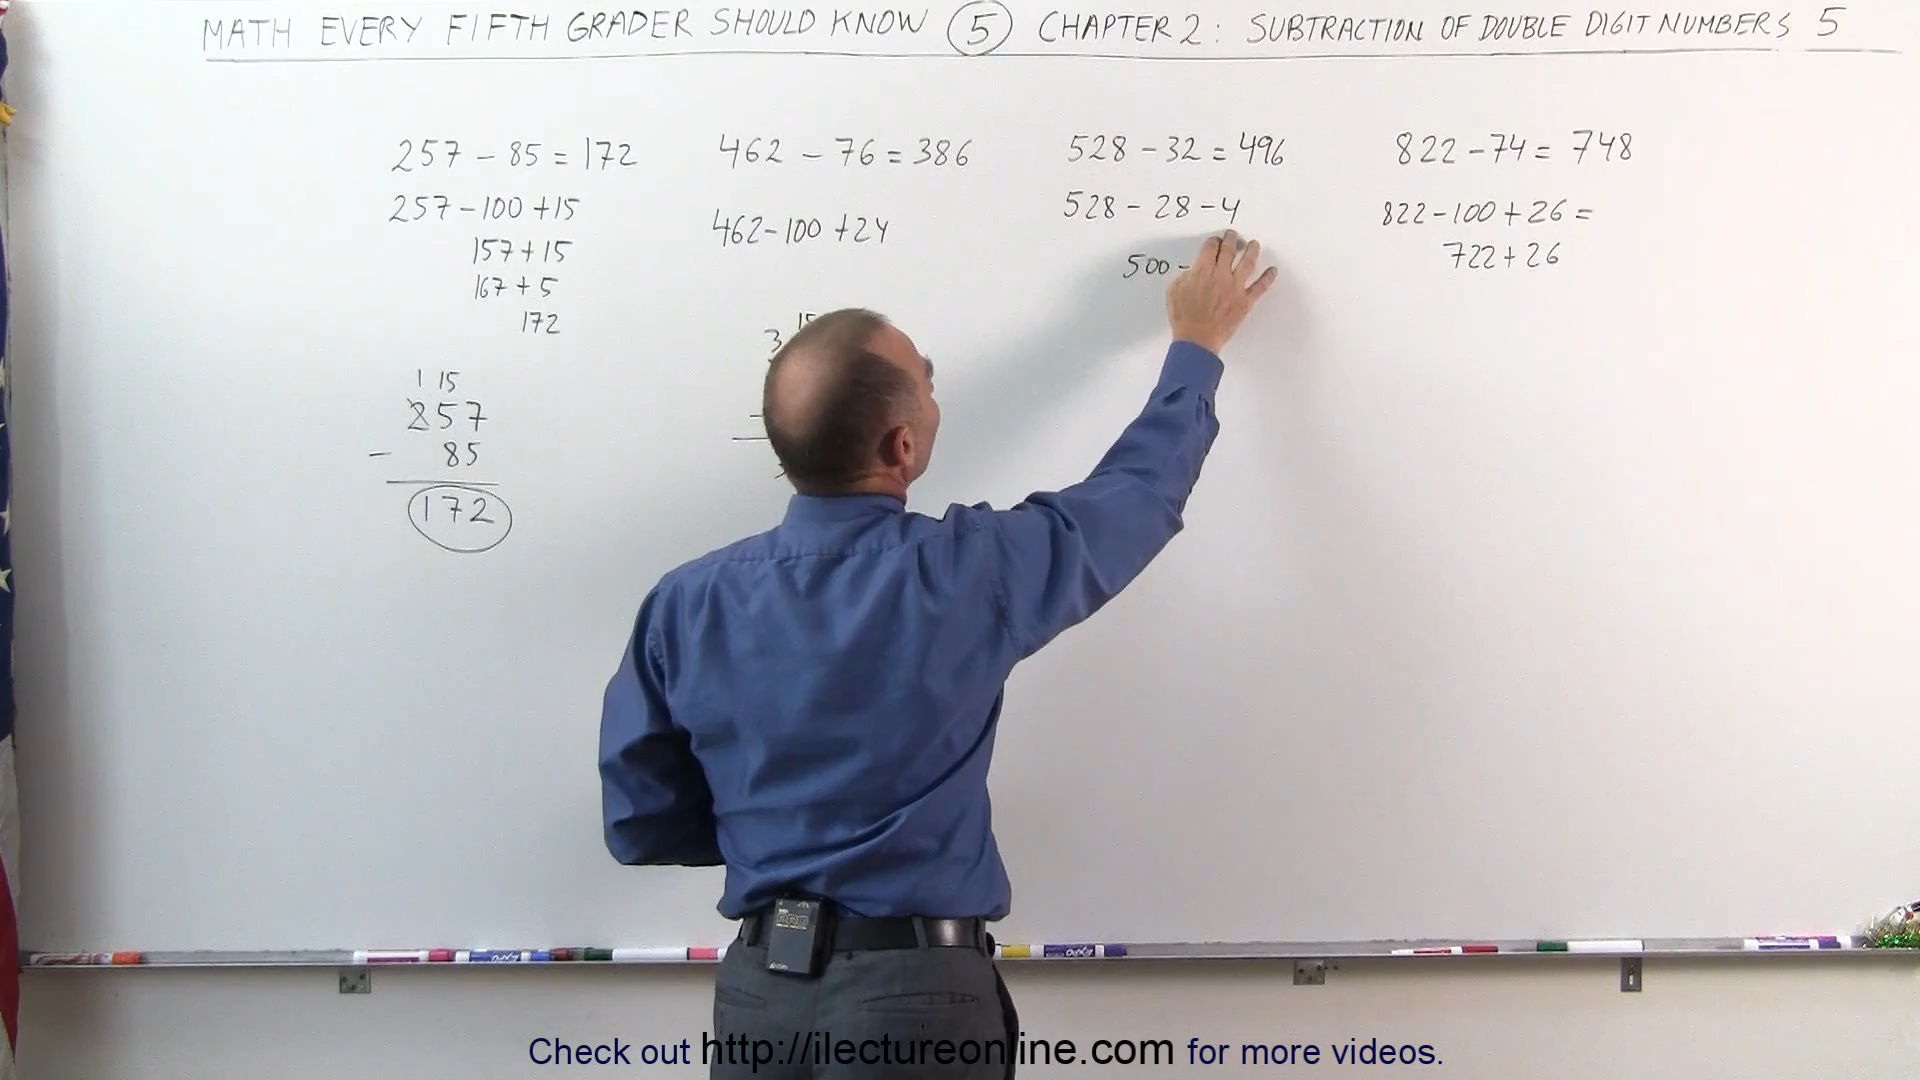 MATH EVERY FIFTH GRADER SHOULD KNOW 5 CHAPTER 2: SUBTRACTION OF DOUBLE DIGIT NUMBERS 5
257 - 85 = 172
257 - 100 + 15
157 + 15
167 + 5
172
1 15
257
- 85
172
462 - 76 = 386
462 - 100 + 24
3 15
528 - 32 = 496
528 - 28 - 4
500 -
822 - 74 = 748
822 - 100 + 26 =
722 + 26
Check out http://ilectureonline.com for more videos.